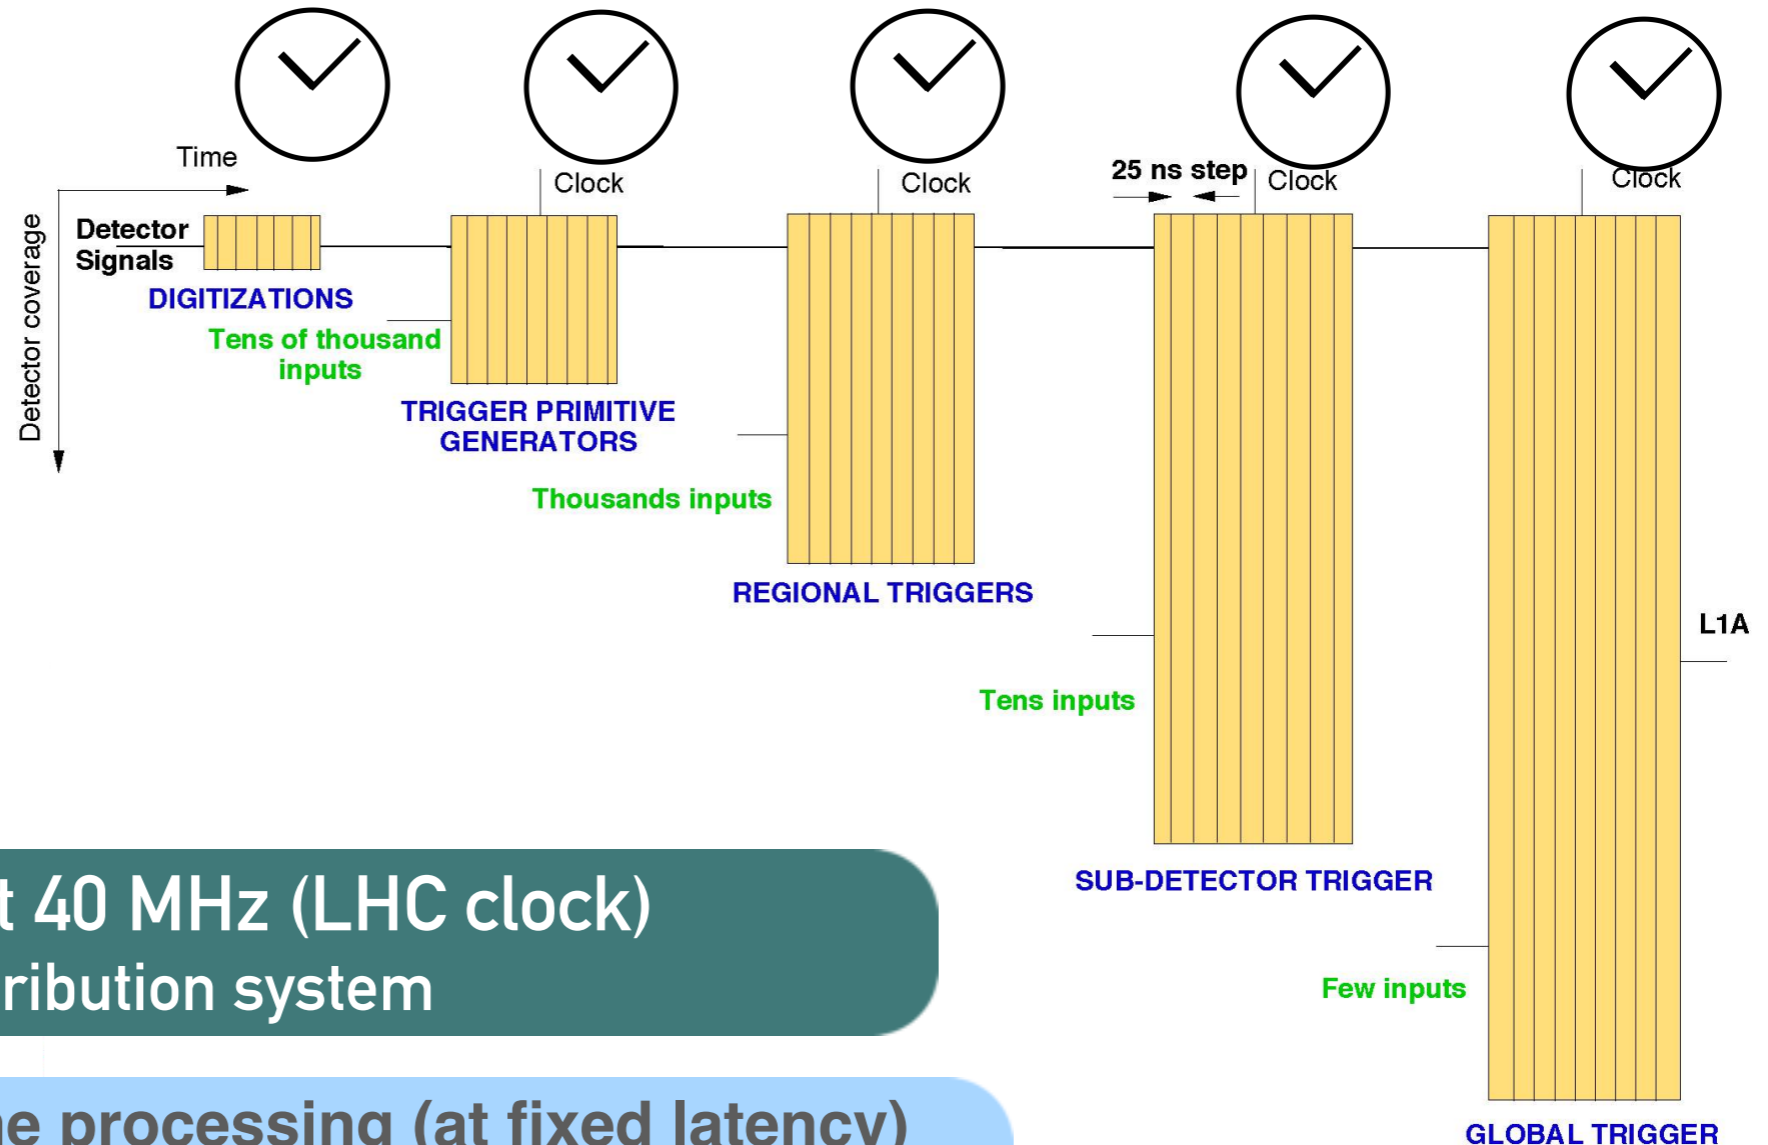 Time
Clock
Clock
25 ns step
Clock
Clock
Detector coverage
Detector
Signals
DIGITIZATIONS
Tens of thousand
inputs
TRIGGER PRIMITIVE
GENERATORS
Thousands inputs
REGIONAL TRIGGERS
L1A
Tens inputs
SUB-DETECTOR TRIGGER
Few inputs
GLOBAL TRIGGER
t 40 MHz (LHC clock)
ribution system
ne processing (at fixed latency)